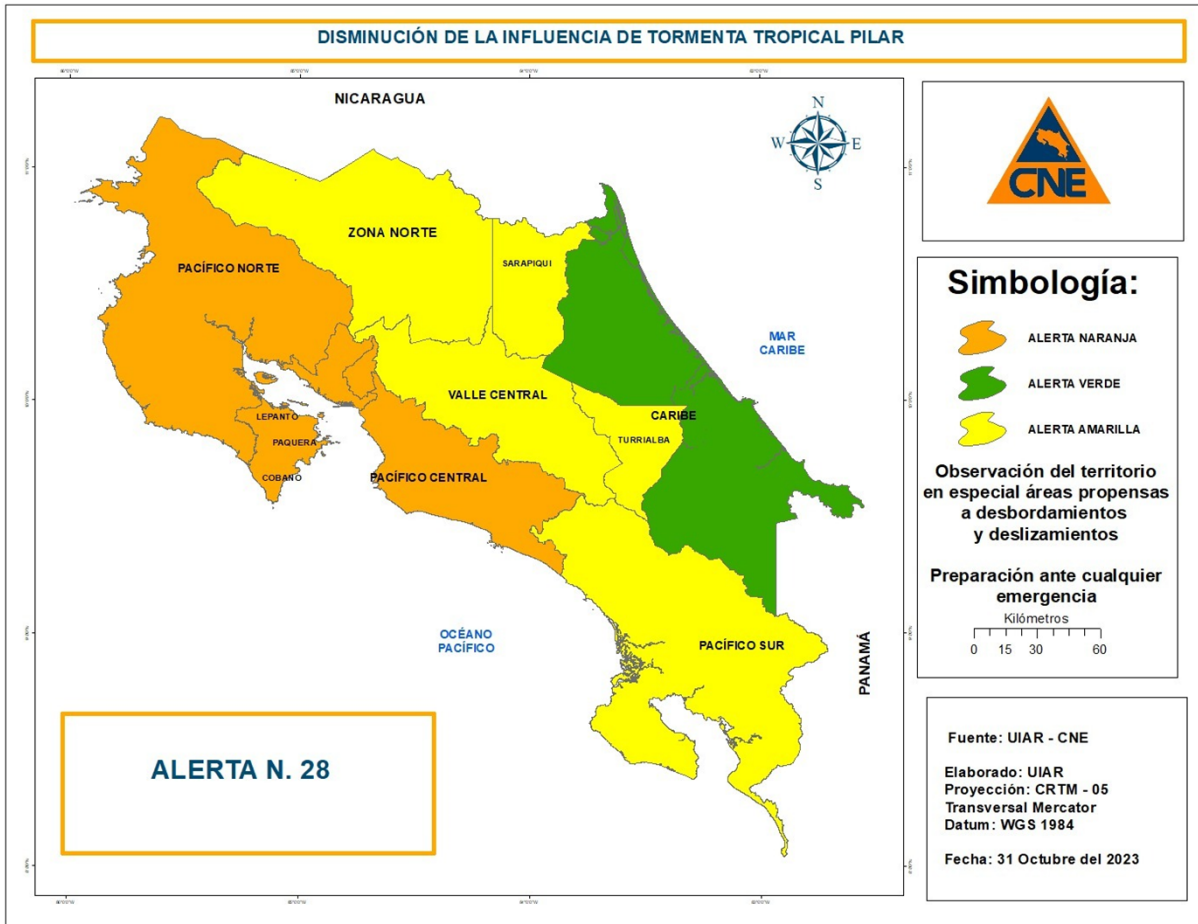 DISMINUCIÓN DE LA INFLUENCIA DE TORMENTA TROPICAL PILAR
NICARAGUA
N
W
E
S
ZONA NORTE
SARAPIQUI
PACÍFICO NORTE
MAR
CARIBE
VALLE CENTRAL
CARIBE
LEPANTO
PAQUERA
TURRIALBA
COBANO
PACÍFICO CENTRAL
OCÉANO
PACÍFICO
PACÍFICO SUR
PANAMÁ
ALERTA N. 28
CNE
Simbología:
ALERTA NARANJA
ALERTA VERDE
ALERTA AMARILLA
Observación del territorio
en especial áreas propensas
a desbordamientos
y deslizamientos
Preparación ante cualquier
emergencia
Kilómetros
0 15 30 60
Fuente: UIAR - CNE
Elaborado: UIAR
Proyección: CRTM - 05
Transversal Mercator
Datum: WGS 1984
Fecha: 31 Octubre del 2023